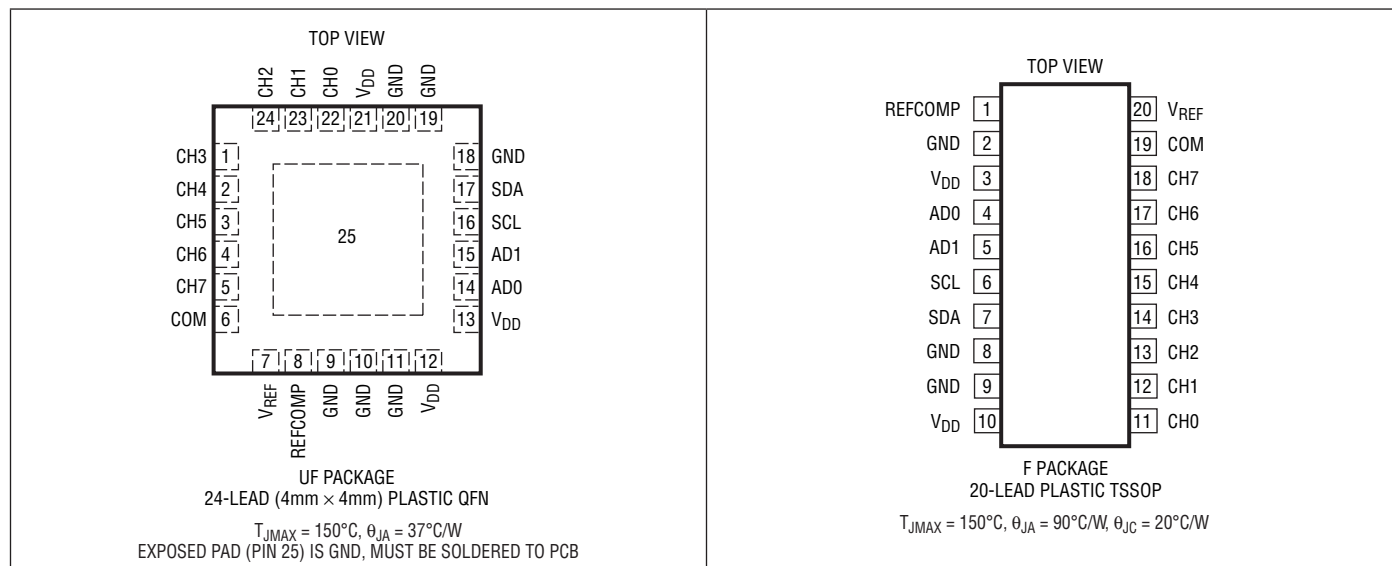 TOP VIEW
CH2 CH1 CH0 VDD GND GND
24 23 22 21 20 19
CH3 1
CH4 2
CH5 3
CH6 4
CH7 5
COM 6
25
18 GND
17 SDA
16 SCL
15 AD1
14 AD0
13 VDD
7 8 9 10 11 12
VREF REFCOMP GND GND GND VDD
UF PACKAGE
24-LEAD (4mm × 4mm) PLASTIC QFN
TJMAX = 150°C, θJA = 37°C/W
EXPOSED PAD (PIN 25) IS GND, MUST BE SOLDERED TO PCB
TOP VIEW
REFCOMP 1
GND 2
VDD 3
AD0 4
AD1 5
SCL 6
SDA 7
GND 8
GND 9
VDD 10
20 VREF
19 COM
18 CH7
17 CH6
16 CH5
15 CH4
14 CH3
13 CH2
12 CH1
11 CH0
F PACKAGE
20-LEAD PLASTIC TSSOP
TJMAX = 150°C, θJA = 90°C/W, θJC = 20°C/W